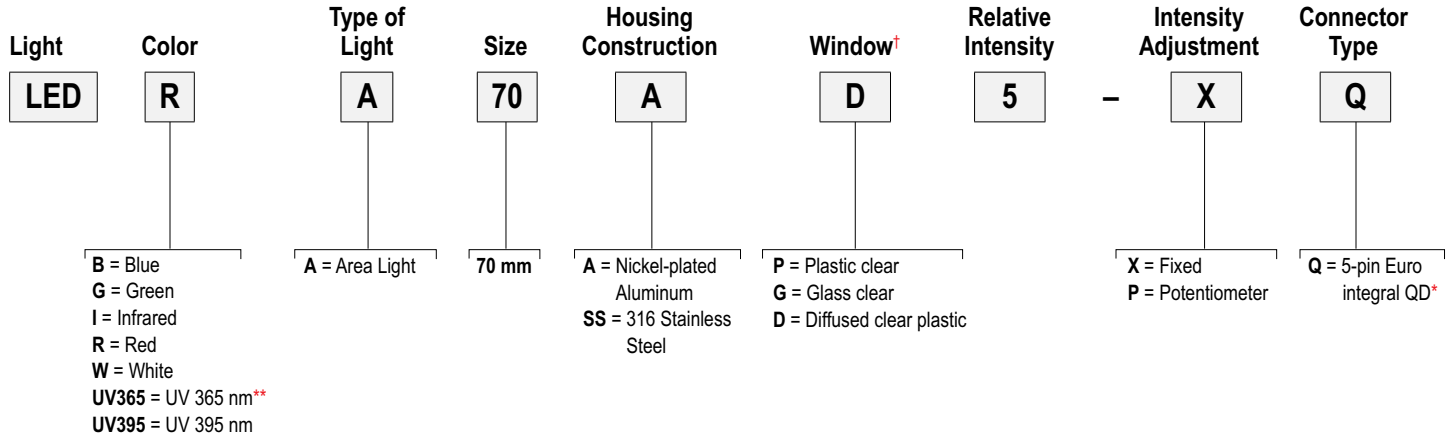 Light
Color
Type of
Light
Size
Housing
Construction
Window†
Relative
Intensity
Intensity
Adjustment
Connector
Type
LED
R
A
70
A
D
5
–
X
Q
B = Blue
G = Green
I = Infrared
R = Red
W = White
UV365 = UV 365 nm**
UV395 = UV 395 nm
A = Area Light
70 mm
A = Nickel-plated
Aluminum
SS = 316 Stainless
Steel
P = Plastic clear
G = Glass clear
D = Diffused clear plastic
X = Fixed
P = Potentiometer
Q = 5-pin Euro
integral QD*